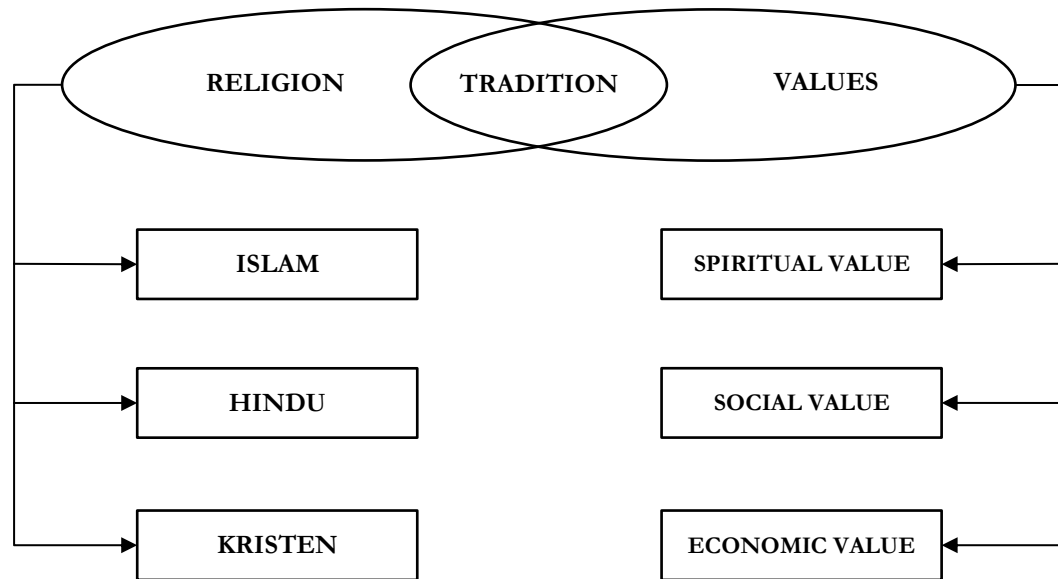 RELIGION
TRADITION
VALUES
ISLAM
SPIRITUAL VALUE
HINDU
SOCIAL VALUE
KRISTEN
ECONOMIC VALUE